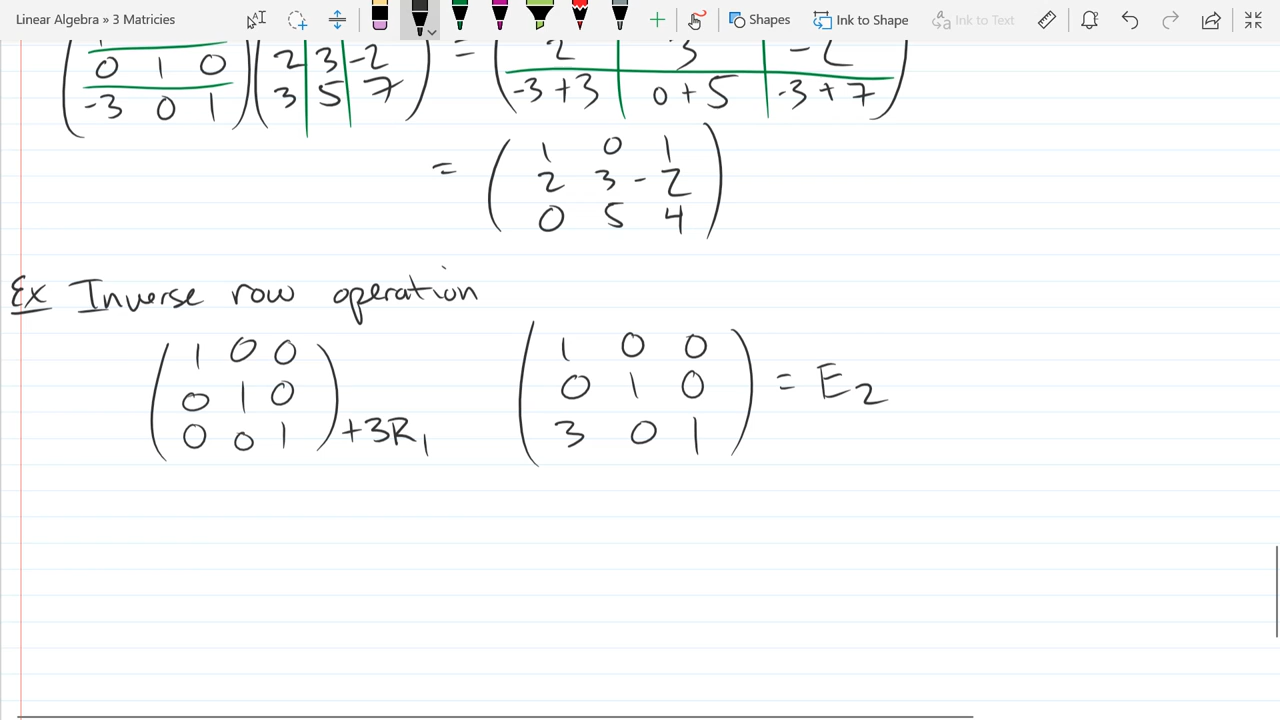 Linear Algebra » 3 Matricies
Shapes
Ink to Shape
Ink to Text
0 1 0
-3 0 1
2 3 -2
3 5 7
=
2 3 -2
-3+3 0+5 -3+7
=
1 0 1
2 3 -2
0 5 4
Ex Inverse row operation
1 0 0
0 1 0
0 0 1 +3R1
1 0 0
0 1 0
3 0 1
= E2